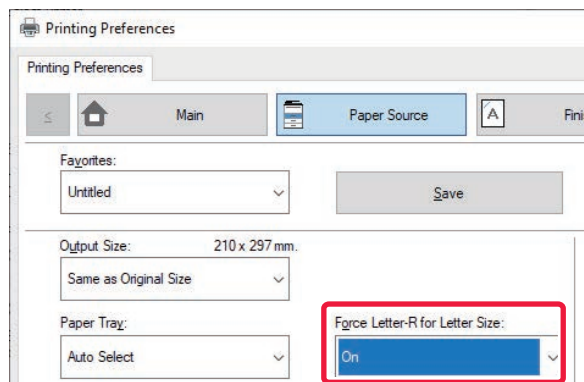 Printing Preferences
Printing Preferences
<
Main
Paper Source
A
Fini
Favorites:
Untitled
Save
Output Size: 210 x 297 mm.
Same as Original Size
Paper Tray:
Force Letter-R for Letter Size:
Auto Select
On